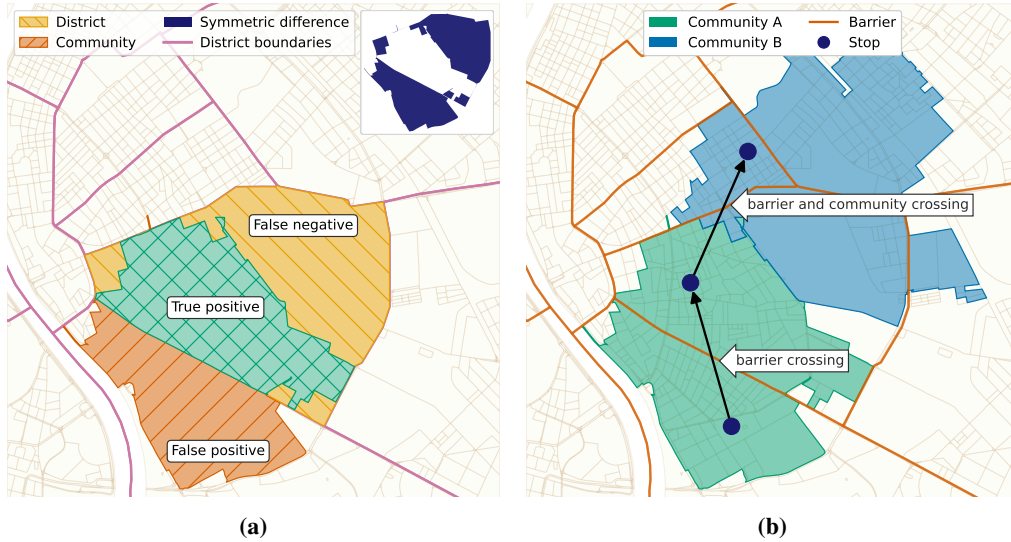 District
Community
Symmetric difference
District boundaries
False negative
True positive
False positive
(a)
Community A
Community B
Barrier
Stop
barrier and community crossing
barrier crossing
(b)